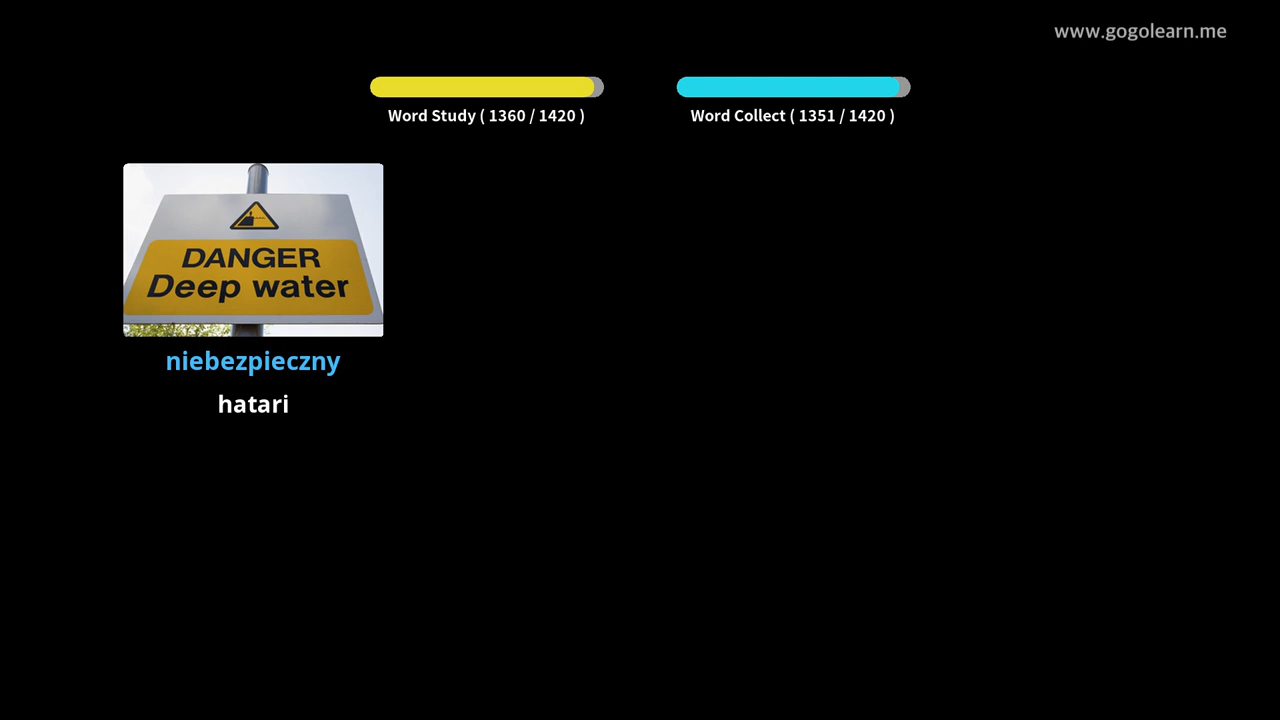 www.gogolearn.me
Word Study ( 1360 / 1420 )
Word Collect ( 1351 / 1420 )
DANGER
Deep water
niebezpieczny
hatari